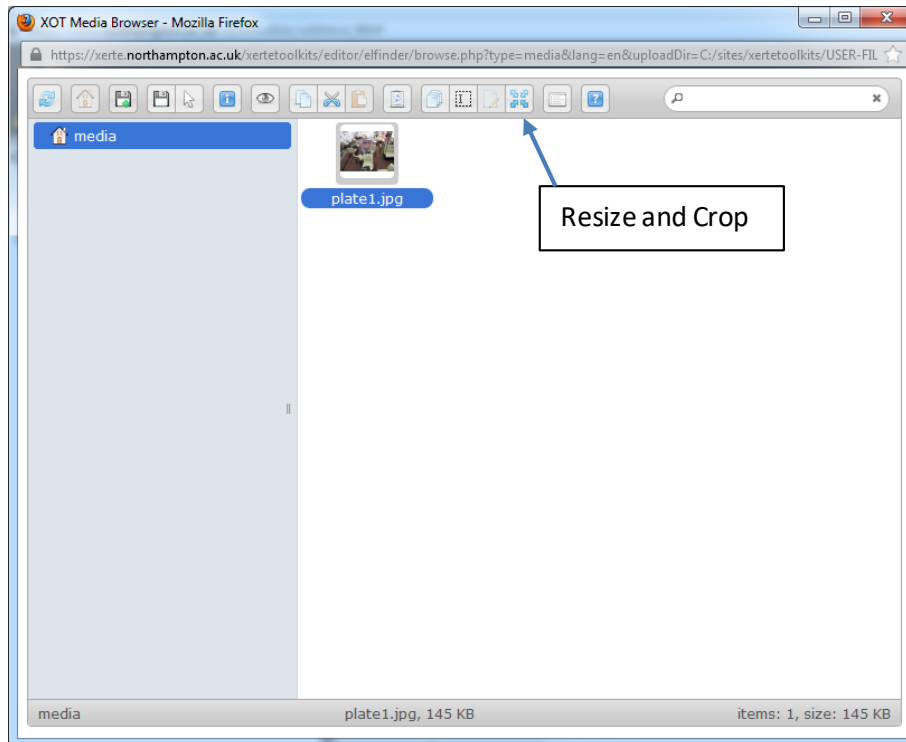 XOT Media Browser - Mozilla Firefox
https://xerte.northampton.ac.uk/xertetoolkits/editor/elfinder/browse.php?type=media&lang=en&uploadDir=C:/sites/xertetoolkits/USER-FIL
media
plate1.jpg
Resize and Crop
media
plate1.jpg, 145 KB
items: 1, size: 145 KB